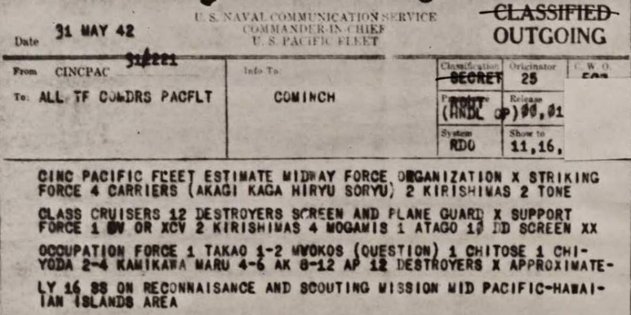 U. S. NAVAL COMMUNICATION SERVICE
COMMANDER-IN CHIEF
U. S. PACIFIC FLEET
CLASSIFIED
OUTGOING
Date 31 MAY 42
From CINCPAC
To: ALL TF COMDRS PACFLT
Info To: COMINCH
Classification SECRET
Originator 25
C. W. O.
Release
System RDO
Show to 11,16,
CINC PACIFIC FLEET ESTIMATE MIDWAY FORCE ORGANIZATION X STRIKING
FORCE 4 CARRIERS (AKAGI KAGA HIRYU SORYU) 2 KIRISHIMAS 2 TONE
CLASS CRUISERS 12 DESTROYERS SCREEN AND PLANE GUARD X SUPPORT
FORCE 1 CV OR XCV 2 KIRISHIMAS 4 MOGAMIS 1 ATAGO 10 DD SCREEN XX
OCCUPATION FORCE 1 TAKAO 1-2 MYOKOS (QUESTION) 1 CHITOSE 1 CHI-
YODA 2-4 KAMIKAWA MARU 4-6 AK 8-12 AP 12 DESTROYERS X APPROXIMATE-
LY 16 SS ON RECONNAISANCE AND SCOUTING MISSION MID PACIFIC-HAWAI-
IAN ISLANDS AREA